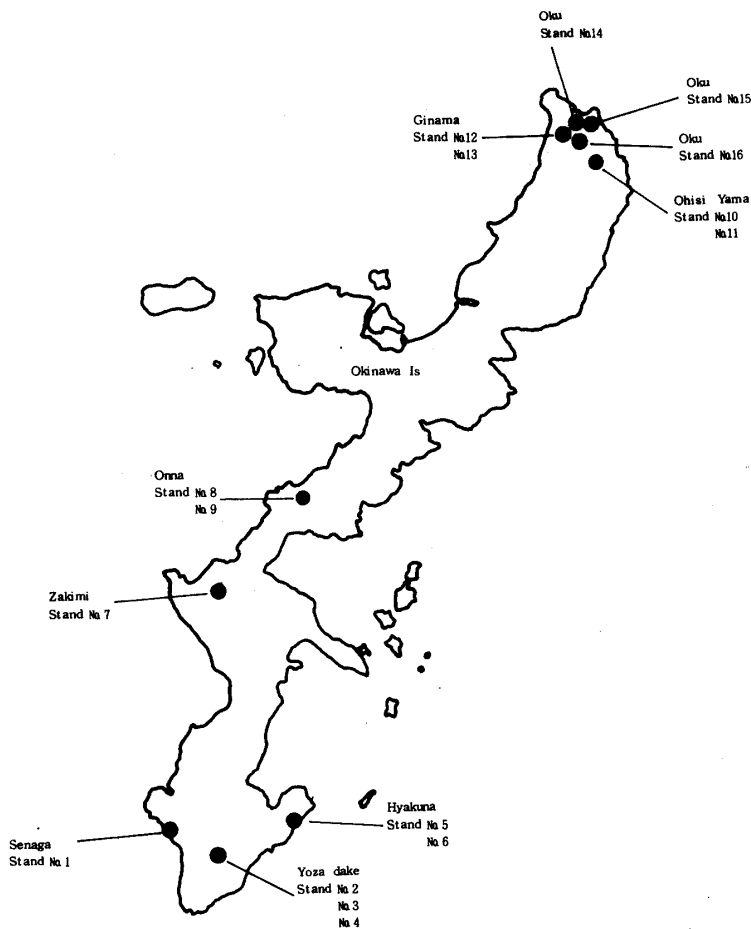 Oku
Stand No.14
Oku
Stand No.15
Ginama
Stand No.12
No.13
Oku
Stand No.16
Ohisi Yama
Stand No.10
No.11
Okinawa Is
Onna
Stand No.8
No.9
Zakimi
Stand No.7
Hyakuna
Stand No.5
No.6
Senaga
Stand No.1
Yoza dake
Stand No.2
No.3
No.4